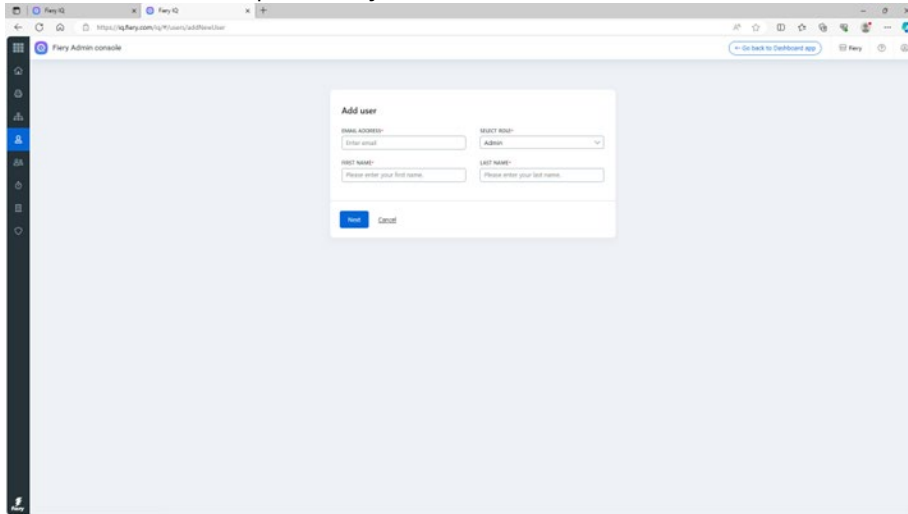 Fiery IQ
Fiery IQ
https://iq.fiery.com/iq/#/users/addNewUser
Fiery Admin console
← Go back to Dashboard app
Fiery
Add user
EMAIL ADDRESS*
SELECT ROLE*
Enter email
Admin
FIRST NAME*
LAST NAME*
Please enter your first name.
Please enter your last name.
Next
Cancel
fiery